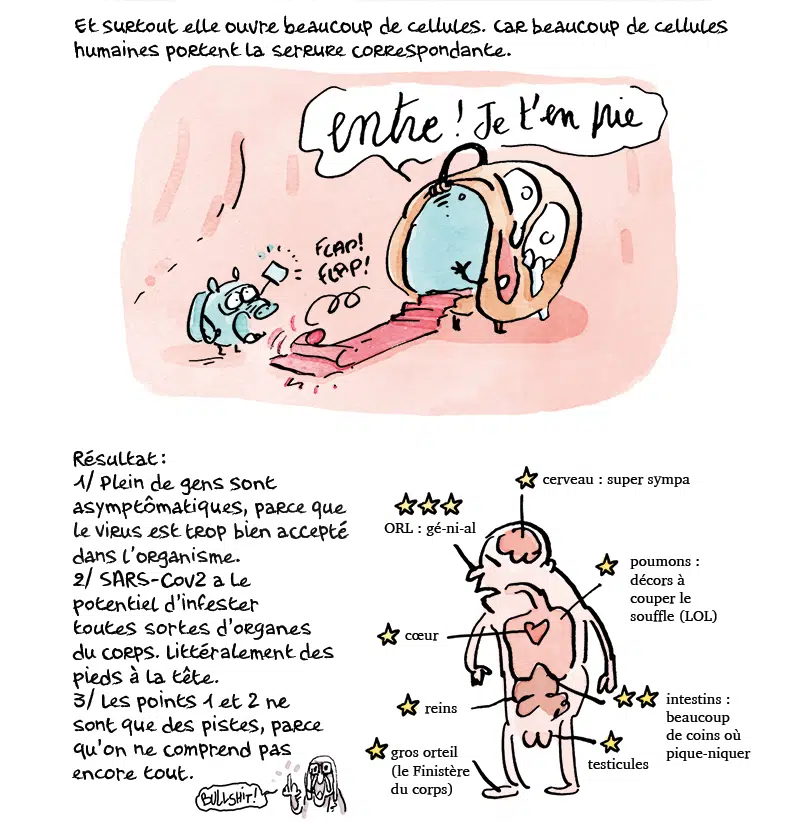 Et surtout elle ouvre beaucoup de cellules. Car beaucoup de cellules
humaines portent la serrure correspondante.
entre ! Je t'en prie
FLAP!
FLAP!
Résultat :
1/ Plein de gens sont
asymptômatiques, parce que
le virus est trop bien accepté
dans l'organisme.
2/ SARS-Cov2 a le
potentiel d'infester
toutes sortes d'organes
du corps. Littéralement des
pieds à la tête.
3/ Les points 1 et 2 ne
sont que des pistes, parce
qu'on ne comprend pas
encore tout.
BULLSHIT!
cerveau : super sympa
ORL : gé-ni-al
poumons :
décors à
couper le
souffle (LOL)
cœur
reins
intestins :
beaucoup
de coins où
pique-niquer
gros orteil
(le Finistère
du corps)
testicules